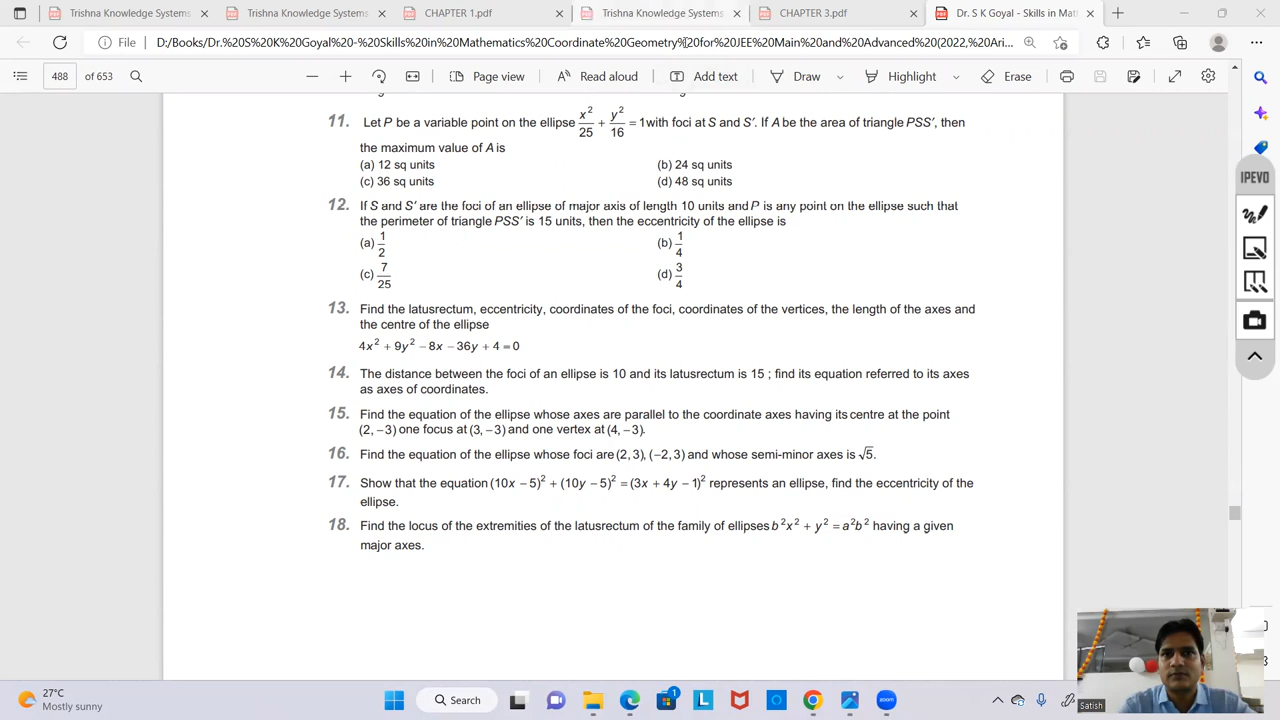 Trishna Knowledge Systems
Trishna Knowledge Systems
CHAPTER 1.pdf
Trishna Knowledge Systems
CHAPTER 3.pdf
Dr. S K Goyal - Skills in Mat
File
D:/Books/Dr.%20S%20K%20Goyal%20-%20Skills%20in%20Mathematics%20Coordinate%20Geometry%20for%20JEE%20Main%20and%20Advanced%20(2022,%20Ari...
488 of 653
Page view
Read aloud
Add text
Draw
Highlight
Erase
11. Let P be a variable point on the ellipse x²/25 + y²/16 = 1 with foci at S and S′. If A be the area of triangle PSS′, then
the maximum value of A is
(a) 12 sq units (b) 24 sq units
(c) 36 sq units (d) 48 sq units
12. If S and S′ are the foci of an ellipse of major axis of length 10 units and P is any point on the ellipse such that
the perimeter of triangle PSS′ is 15 units, then the eccentricity of the ellipse is
(a) 1/2 (b) 1/4
(c) 7/25 (d) 3/4
13. Find the latusrectum, eccentricity, coordinates of the foci, coordinates of the vertices, the length of the axes and
the centre of the ellipse
4x² + 9y² − 8x − 36y + 4 = 0
14. The distance between the foci of an ellipse is 10 and its latusrectum is 15 ; find its equation referred to its axes
as axes of coordinates.
15. Find the equation of the ellipse whose axes are parallel to the coordinate axes having its centre at the point
(2, −3) one focus at (3, −3) and one vertex at (4, −3).
16. Find the equation of the ellipse whose foci are (2, 3), (−2, 3) and whose semi-minor axes is √5.
17. Show that the equation (10x − 5)² + (10y − 5)² = (3x + 4y − 1)² represents an ellipse, find the eccentricity of the
ellipse.
18. Find the locus of the extremities of the latusrectum of the family of ellipses b²x² + y² = a²b² having a given
major axes.
IPEVO
Satish
27°C
Mostly sunny
Search
1
L
zoom